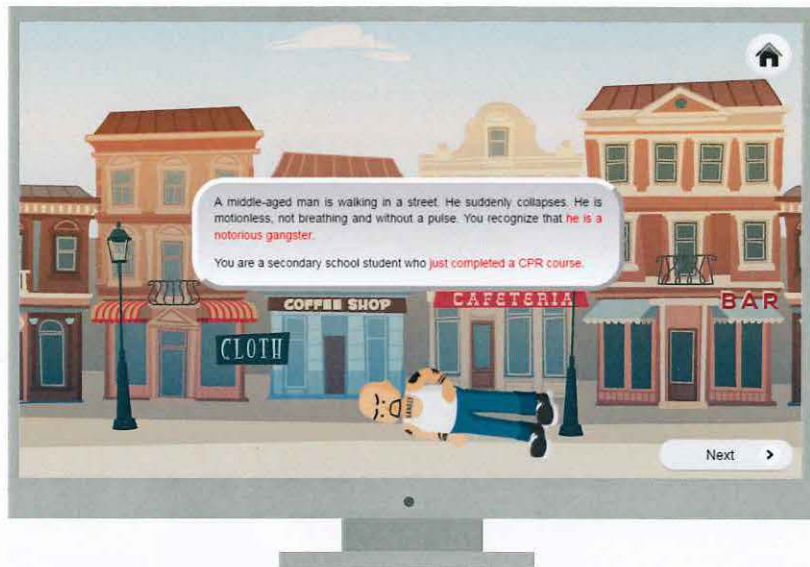 A middle-aged man is walking in a street. He suddenly collapses. He is
motionless, not breathing and without a pulse. You recognize that he is a
notorious gangster.
You are a secondary school student who just completed a CPR course.
COFFEE SHOP
CAFETERIA
BAR
CLOTH
Next